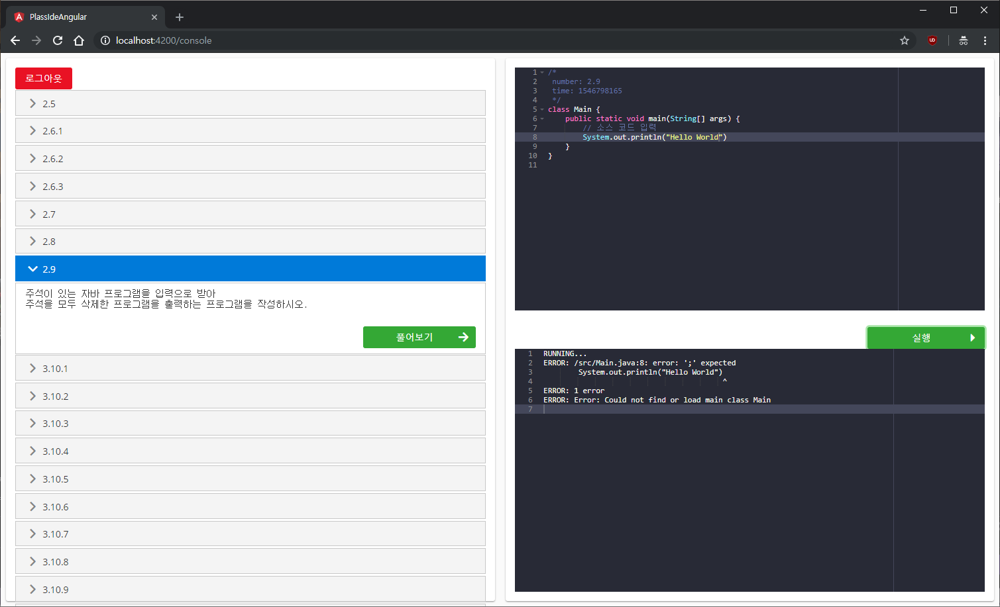 PlassIdeAngular
localhost:4200/console
로그아웃
2.5
2.6.1
2.6.2
2.6.3
2.7
2.8
2.9
주석이 있는 자바 프로그램을 입력으로 받아
주석을 모두 삭제한 프로그램을 출력하는 프로그램을 작성하시오.
풀어보기
3.10.1
3.10.2
3.10.3
3.10.4
3.10.5
3.10.6
3.10.7
3.10.8
3.10.9
1 /*
2 number: 2.9
3 time: 1546798165
4 */
5 class Main {
6 public static void main(String[] args) {
7 // 소스 코드 입력
8 System.out.println("Hello World")
9 }
10 }
11
실행
1 RUNNING...
2 ERROR: /src/Main.java:8: error: ';' expected
3 System.out.println("Hello World")
4 ^
5 ERROR: 1 error
6 ERROR: Error: Could not find or load main class Main
7